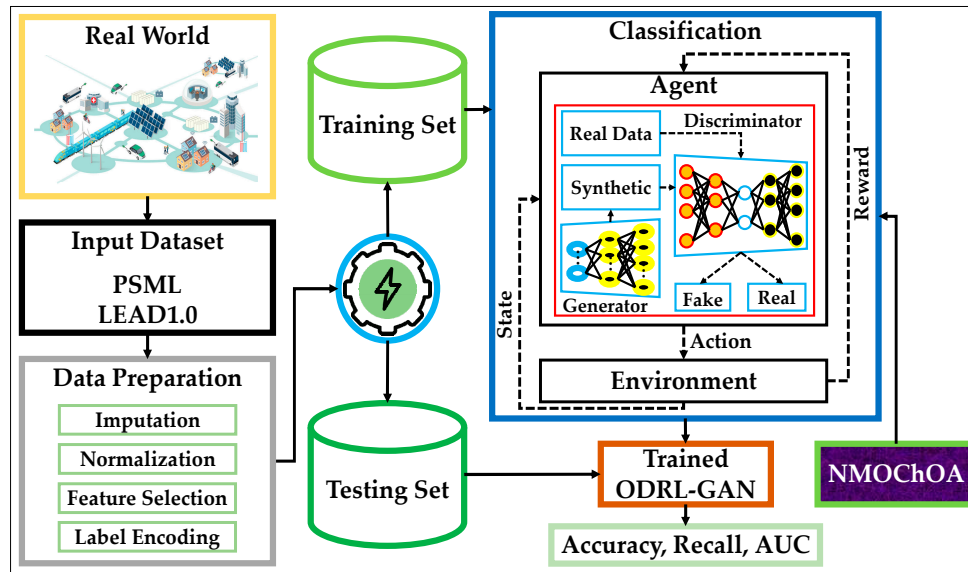 Real World
Input Dataset
PSML
LEAD1.0
Data Preparation
Imputation
Normalization
Feature Selection
Label Encoding
Training Set
Testing Set
Classification
Agent
Real Data
Discriminator
Synthetic
Generator
Fake
Real
State
Reward
Action
Environment
Trained
ODRL-GAN
NMOChOA
Accuracy, Recall, AUC